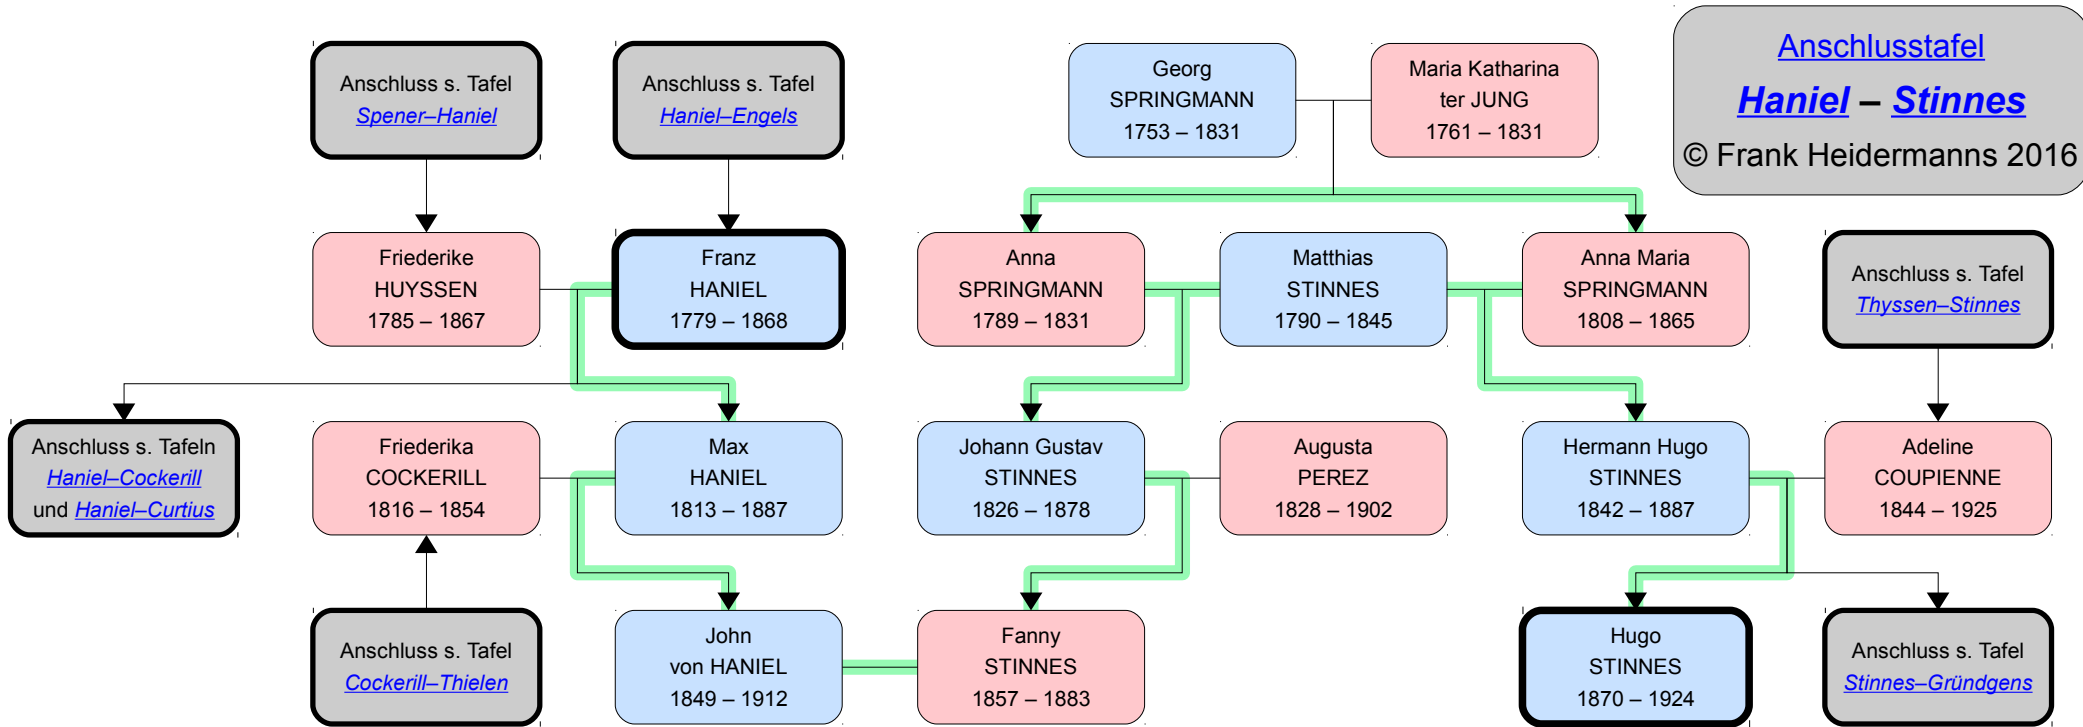 Anschluss s. Tafel
Spener–Haniel
Anschluss s. Tafel
Haniel–Engels
Georg
SPRINGMANN
1753 – 1831
Maria Katharina
ter JUNG
1761 – 1831
Anschlusstafel
Haniel – Stinnes
© Frank Heidermanns 2016
Friederike
HUYSSEN
1785 – 1867
Franz
HANIEL
1779 – 1868
Anna
SPRINGMANN
1789 – 1831
Matthias
STINNES
1790 – 1845
Anna Maria
SPRINGMANN
1808 – 1865
Anschluss s. Tafel
Thyssen–Stinnes
Anschluss s. Tafeln
Haniel–Cockerill
und Haniel–Curtius
Friederika
COCKERILL
1816 – 1854
Max
HANIEL
1813 – 1887
Johann Gustav
STINNES
1826 – 1878
Augusta
PEREZ
1828 – 1902
Hermann Hugo
STINNES
1842 – 1887
Adeline
COUPIENNE
1844 – 1925
Anschluss s. Tafel
Cockerill–Thielen
John
von HANIEL
1849 – 1912
Fanny
STINNES
1857 – 1883
Hugo
STINNES
1870 – 1924
Anschluss s. Tafel
Stinnes–Gründgens